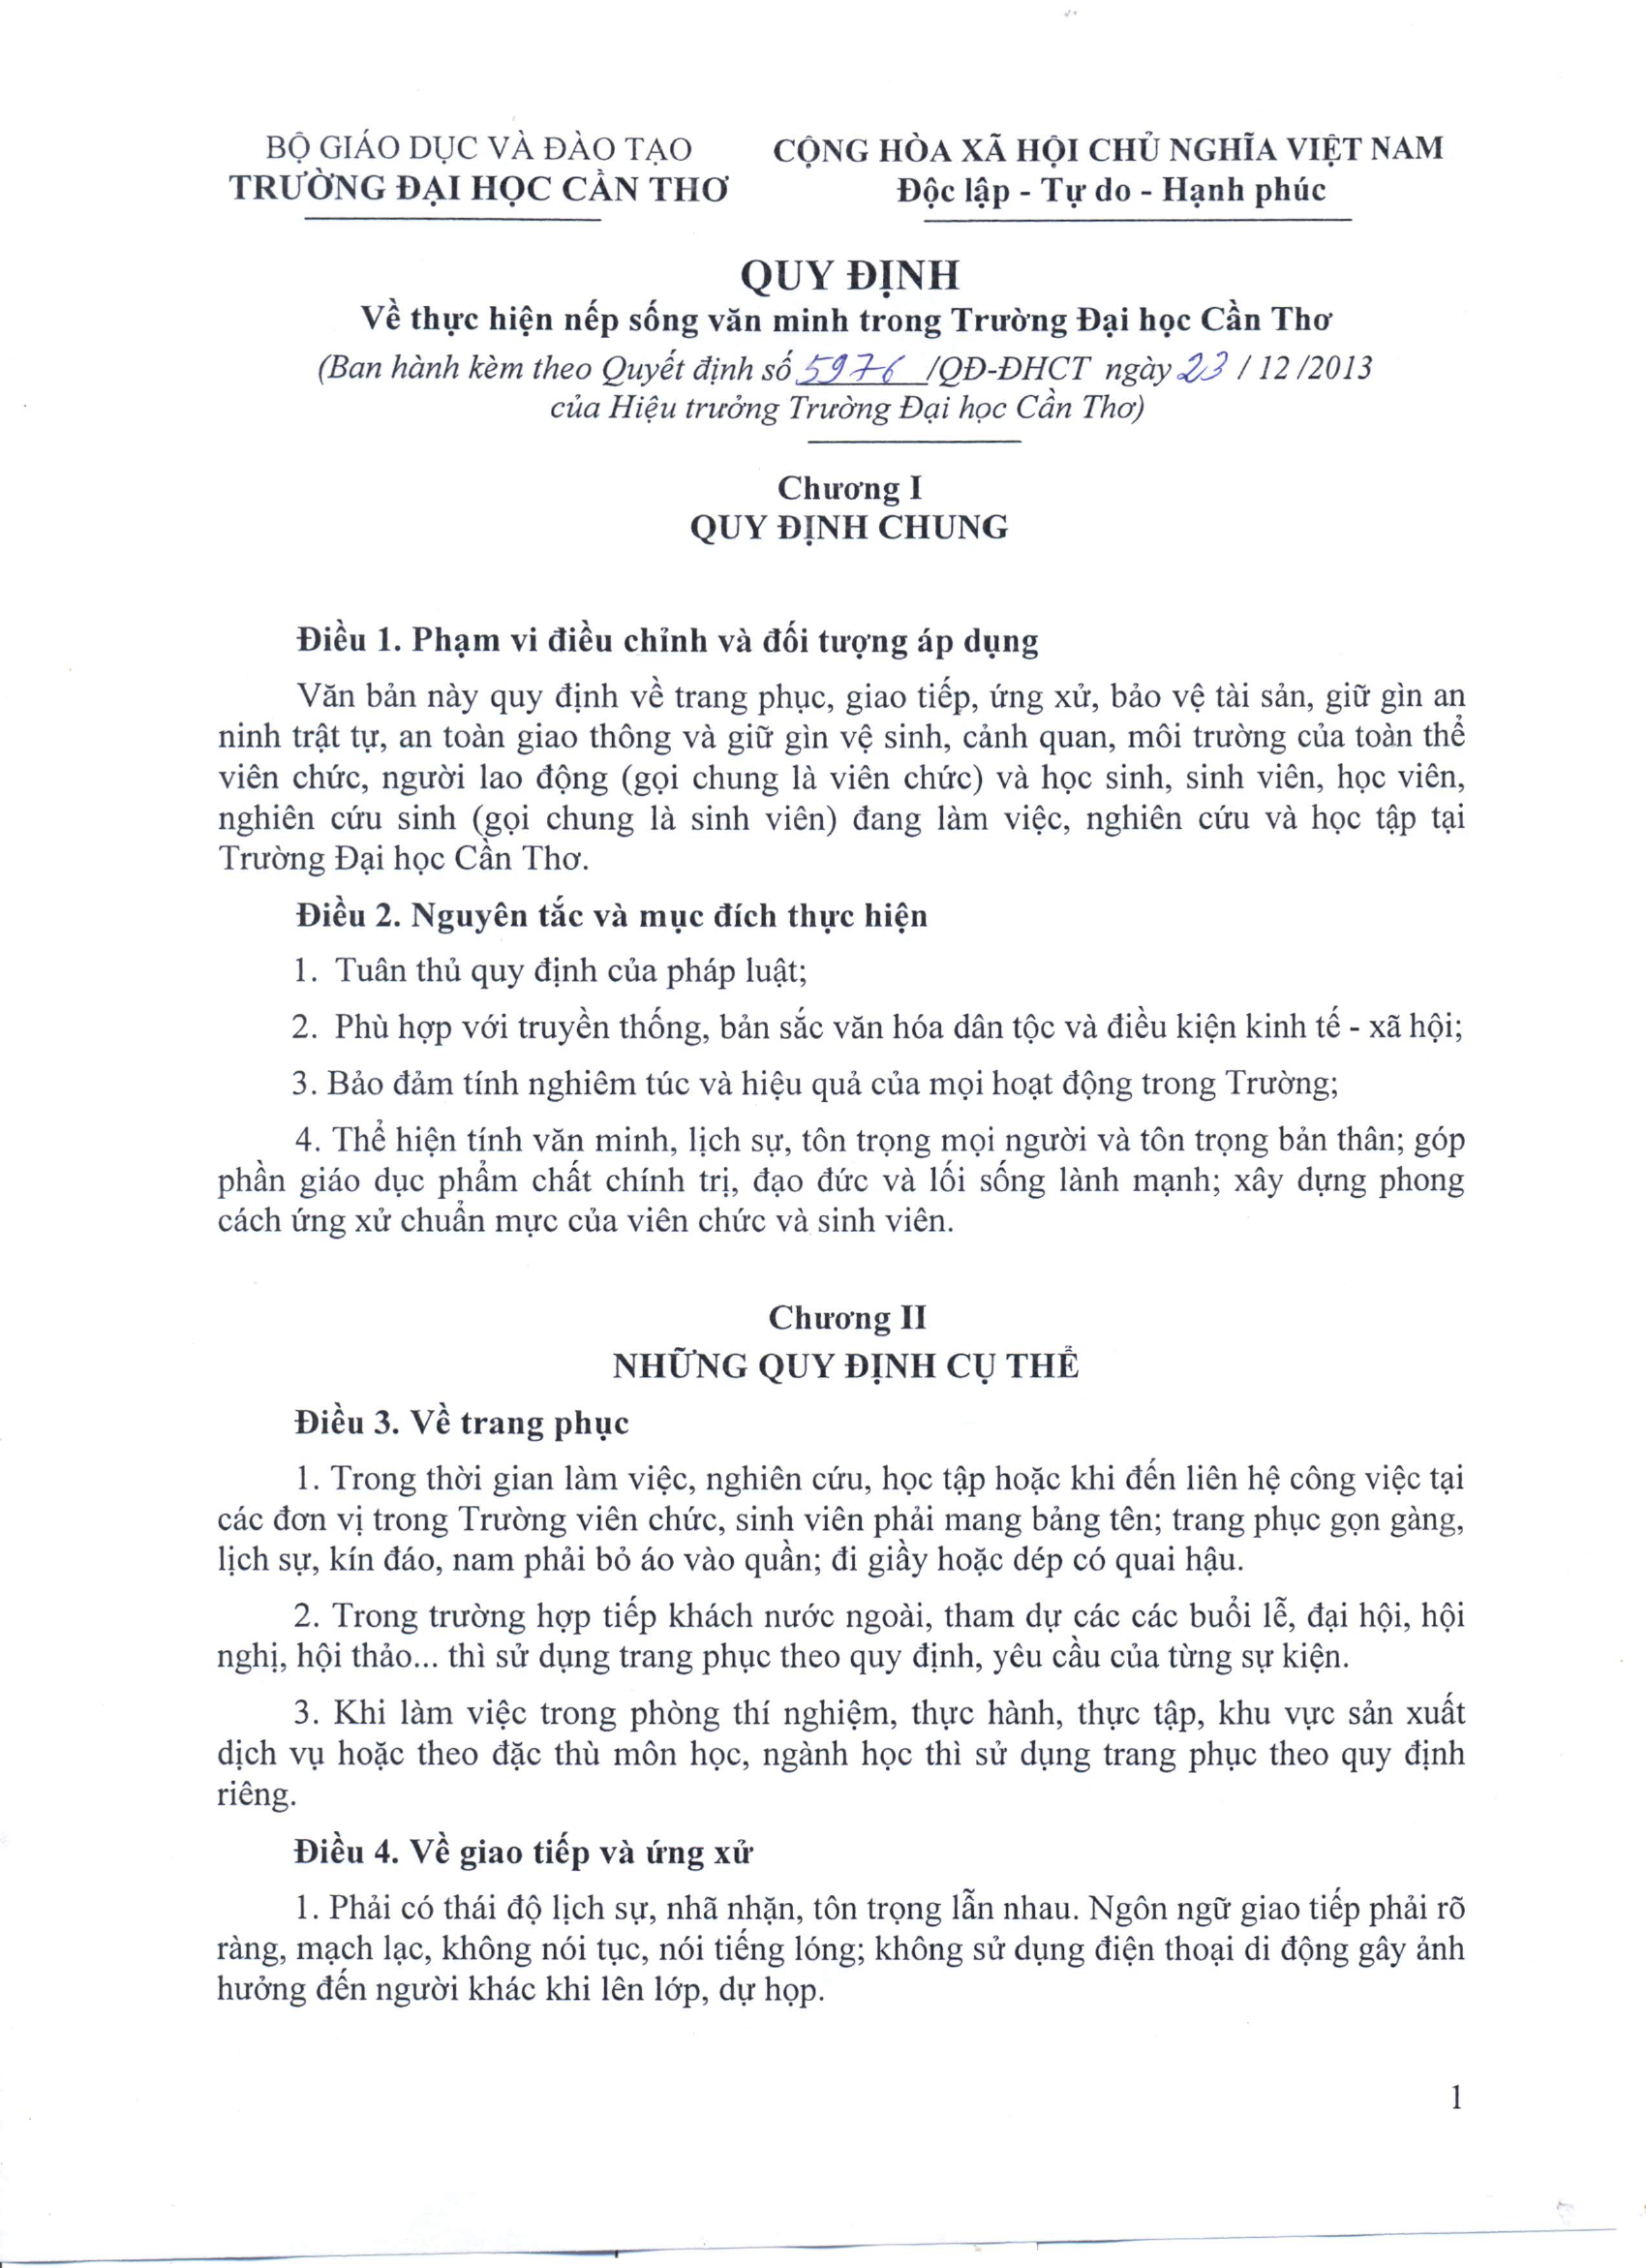 BỘ GIÁO DỤC VÀ ĐÀO TẠO
TRƯỜNG ĐẠI HỌC CẦN THƠ
CỘNG HÒA XÃ HỘI CHỦ NGHĨA VIỆT NAM
Độc lập - Tự do - Hạnh phúc
QUY ĐỊNH
Về thực hiện nếp sống văn minh trong Trường Đại học Cần Thơ
(Ban hành kèm theo Quyết định số 5976 /QĐ-ĐHCT ngày 23 / 12 /2013
của Hiệu trưởng Trường Đại học Cần Thơ)
Chương I
QUY ĐỊNH CHUNG
Điều 1. Phạm vi điều chỉnh và đối tượng áp dụng
Văn bản này quy định về trang phục, giao tiếp, ứng xử, bảo vệ tài sản, giữ gìn an
ninh trật tự, an toàn giao thông và giữ gìn vệ sinh, cảnh quan, môi trường của toàn thể
viên chức, người lao động (gọi chung là viên chức) và học sinh, sinh viên, học viên,
nghiên cứu sinh (gọi chung là sinh viên) đang làm việc, nghiên cứu và học tập tại
Trường Đại học Cần Thơ.
Điều 2. Nguyên tắc và mục đích thực hiện
1. Tuân thủ quy định của pháp luật;
2. Phù hợp với truyền thống, bản sắc văn hóa dân tộc và điều kiện kinh tế - xã hội;
3. Bảo đảm tính nghiêm túc và hiệu quả của mọi hoạt động trong Trường;
4. Thể hiện tính văn minh, lịch sự, tôn trọng mọi người và tôn trọng bản thân; góp
phần giáo dục phẩm chất chính trị, đạo đức và lối sống lành mạnh; xây dựng phong
cách ứng xử chuẩn mực của viên chức và sinh viên.
Chương II
NHỮNG QUY ĐỊNH CỤ THỂ
Điều 3. Về trang phục
1. Trong thời gian làm việc, nghiên cứu, học tập hoặc khi đến liên hệ công việc tại
các đơn vị trong Trường viên chức, sinh viên phải mang bảng tên; trang phục gọn gàng,
lịch sự, kín đáo, nam phải bỏ áo vào quần; đi giầy hoặc dép có quai hậu.
2. Trong trường hợp tiếp khách nước ngoài, tham dự các các buổi lễ, đại hội, hội
nghị, hội thảo... thì sử dụng trang phục theo quy định, yêu cầu của từng sự kiện.
3. Khi làm việc trong phòng thí nghiệm, thực hành, thực tập, khu vực sản xuất
dịch vụ hoặc theo đặc thù môn học, ngành học thì sử dụng trang phục theo quy định
riêng.
Điều 4. Về giao tiếp và ứng xử
1. Phải có thái độ lịch sự, nhã nhặn, tôn trọng lẫn nhau. Ngôn ngữ giao tiếp phải rõ
ràng, mạch lạc, không nói tục, nói tiếng lóng; không sử dụng điện thoại di động gây ảnh
hưởng đến người khác khi lên lớp, dự họp.
1